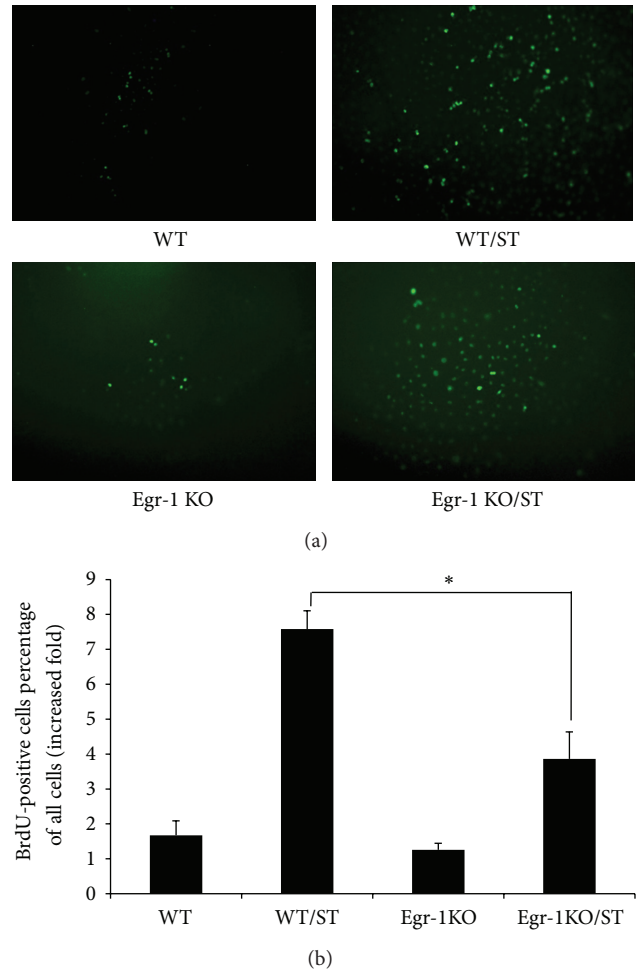 WT
WT/ST
Egr-1 KO
Egr-1 KO/ST
(a)
BrdU-positive cells percentage
of all cells (increased fold)
9
8
7
6
5
4
3
2
1
0
*
WT
WT/ST
Egr-1KO
Egr-1KO/ST
(b)